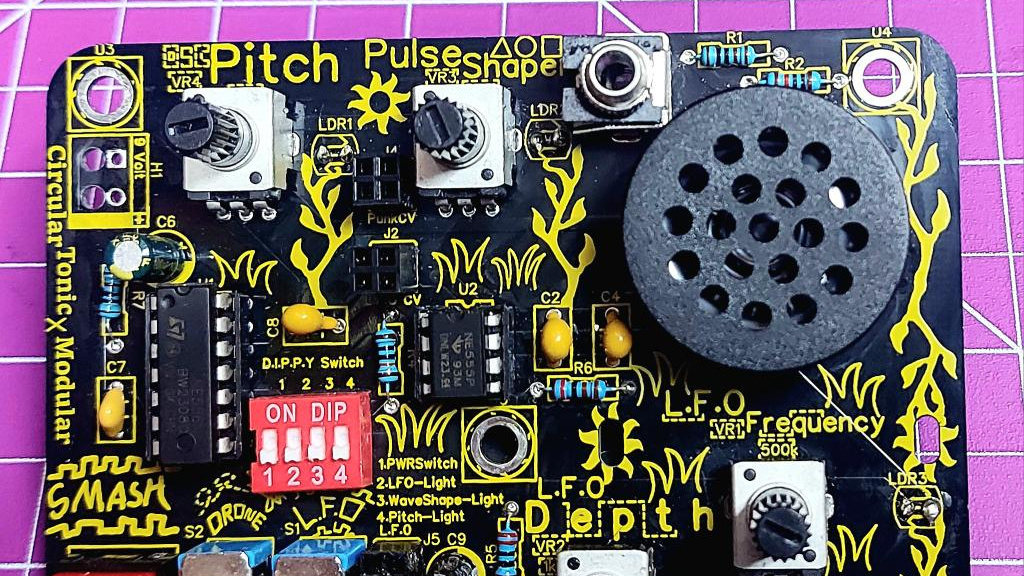 U3
Pitch
VR4
Pulse
Shaper
VR3
R1
R2
U4
LDR1
LDR
9 Volt
H1
J4
PunkCV
J2
CV
C6
U2
NE555P
C8
C2
C4
D.I.P.P.Y Switch
1 2 3 4
ON DIP
1 2 3 4
R6
C7
CircularTonic X Modular
L.F.O
VR1
Frequency
500k
1.PWRSwitch
2.LFO-Light
3.WaveShape-Light
4.Pitch-Light
L.F.O
L.F.O
Depth
VR2
LDR3
SMASH
DRONE
S2
S1
L.F.O
J5
C9
R5